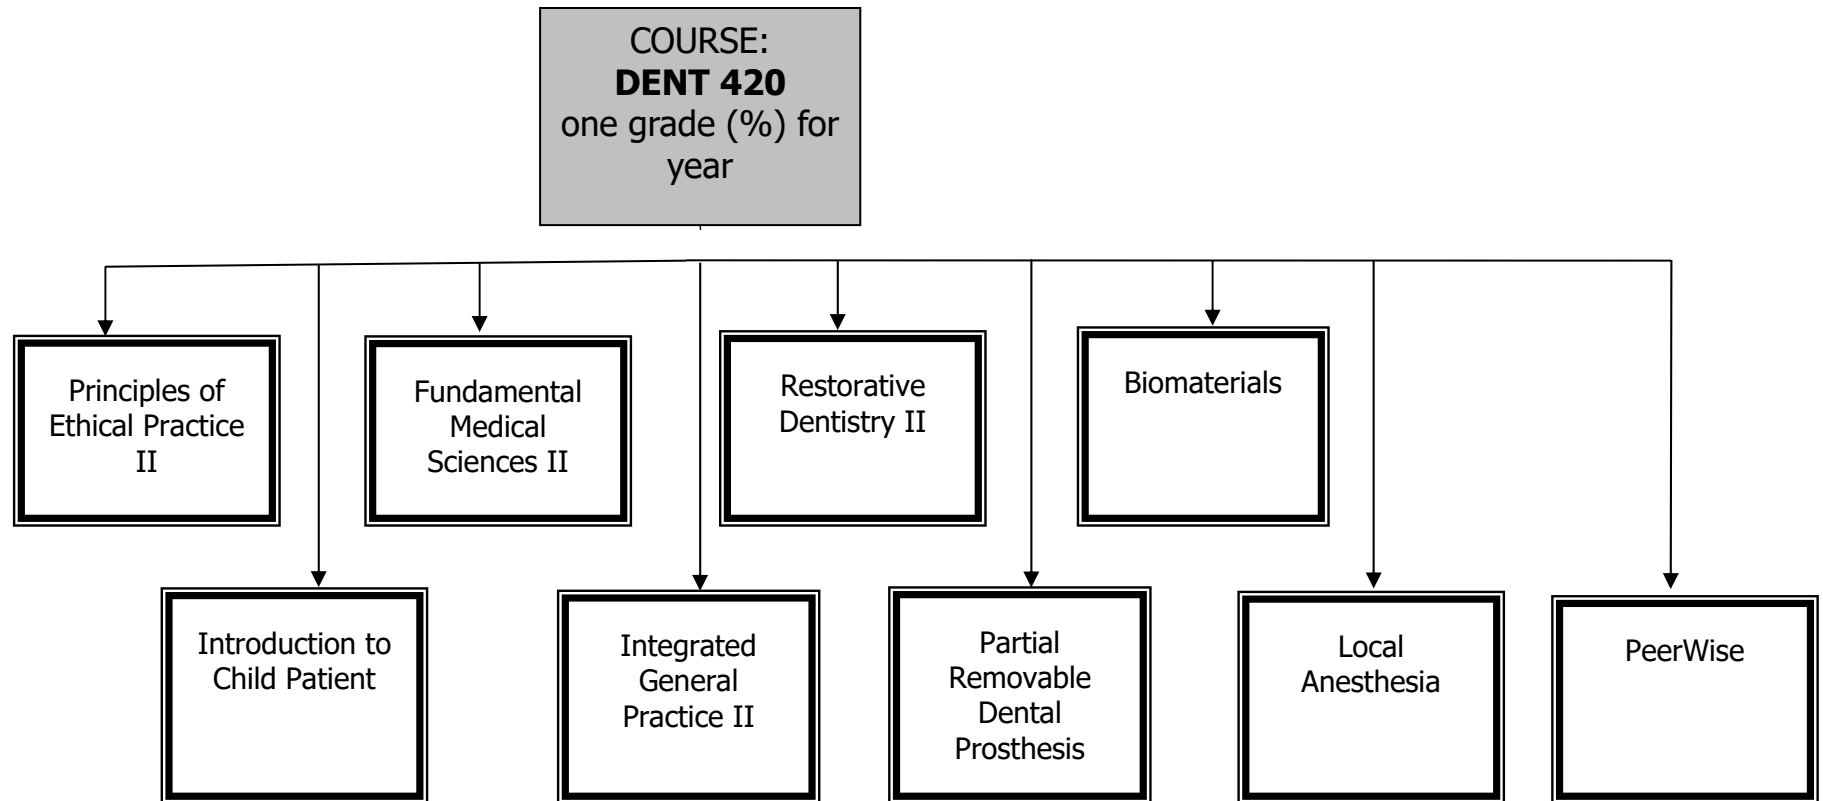 COURSE:
DENT 420
one grade (%) for
year
Principles of
Ethical Practice
II
Fundamental
Medical
Sciences II
Restorative
Dentistry II
Biomaterials
Introduction to
Child Patient
Integrated
General
Practice II
Partial
Removable
Dental
Prosthesis
Local
Anesthesia
PeerWise